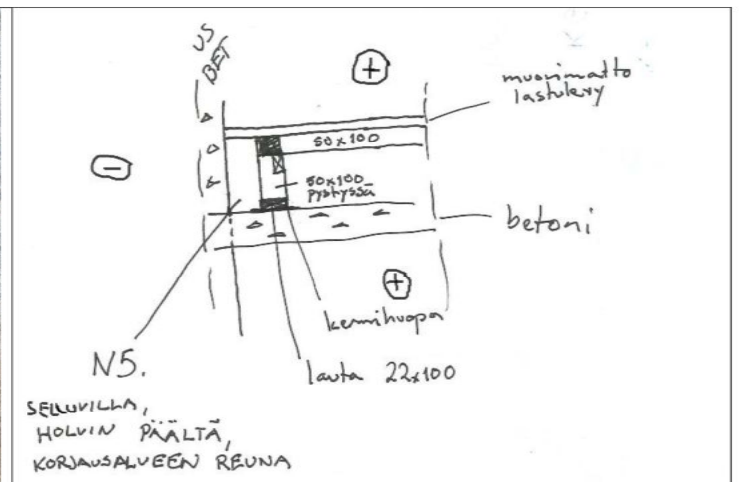 US
BET
+
muovimatto
lastulevy
50x100
-
50x100
pystyssä
betoni
+
kermihuopa
N5.
lauta 22x100
SELLUVILLA,
HOLVIN PÄÄLTÄ,
KORJAUSALUEEN REUNA